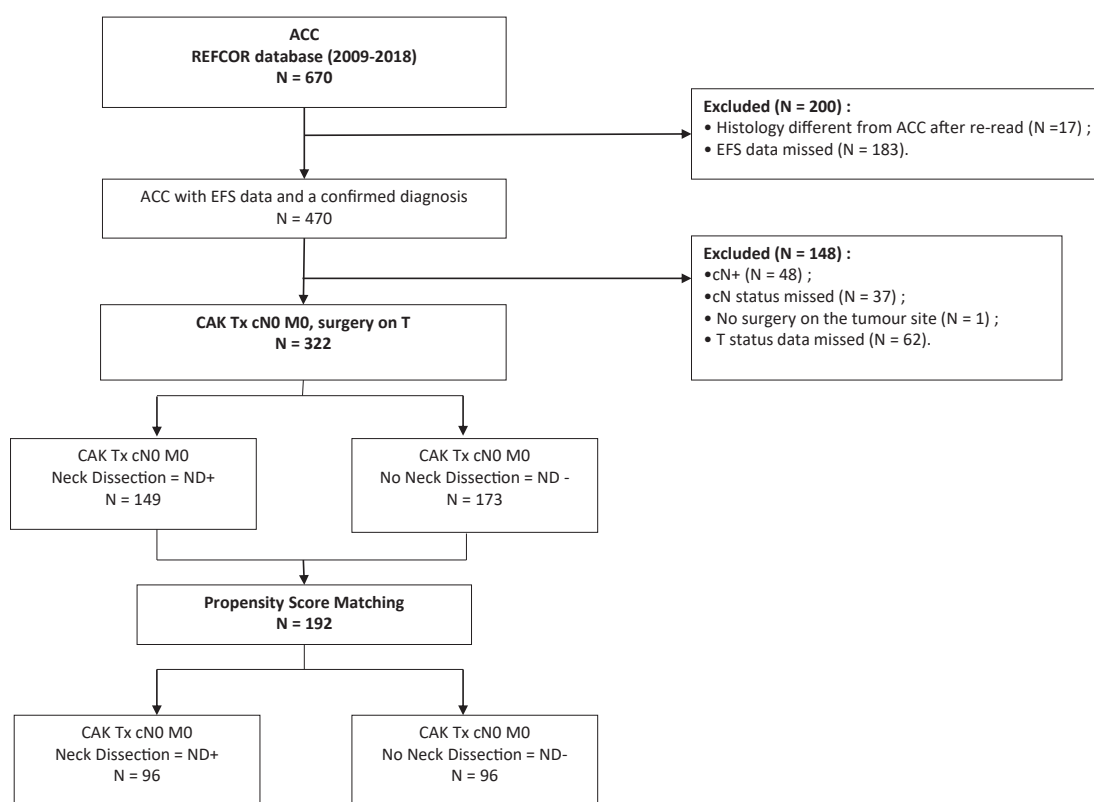 ACC
REFCOR database (2009-2018)
N = 670
Excluded (N = 200) :
• Histology different from ACC after re-read (N =17) ;
• EFS data missed (N = 183).
ACC with EFS data and a confirmed diagnosis
N = 470
Excluded (N = 148) :
•cN+ (N = 48) ;
•cN status missed (N = 37) ;
• No surgery on the tumour site (N = 1) ;
• T status data missed (N = 62).
CAK Tx cN0 M0, surgery on T
N = 322
CAK Tx cN0 M0
Neck Dissection = ND+
N = 149
CAK Tx cN0 M0
No Neck Dissection = ND -
N = 173
Propensity Score Matching
N = 192
CAK Tx cN0 M0
Neck Dissection = ND+
N = 96
CAK Tx cN0 M0
No Neck Dissection = ND-
N = 96